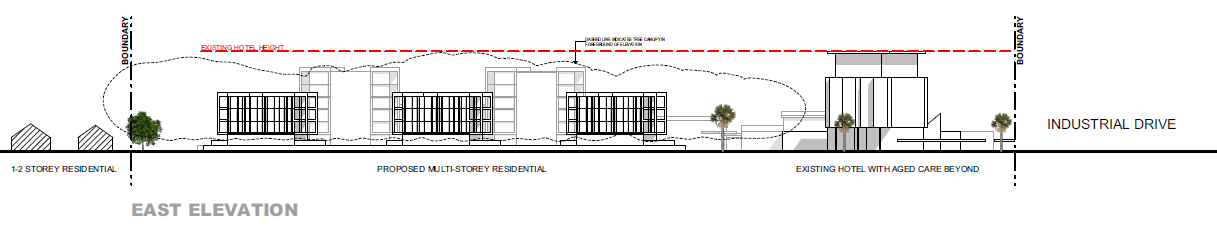 BOUNDARY
BOUNDARY
EXISTING HOTEL HEIGHT
DASHED LINE INDICATED TREE CANOPY IN
FOREGROUND OF ELEVATION
INDUSTRIAL DRIVE
1-2 STOREY RESIDENTIAL
PROPOSED MULTI-STOREY RESIDENTIAL
EXISTING HOTEL WITH AGED CARE BEYOND
EAST ELEVATION